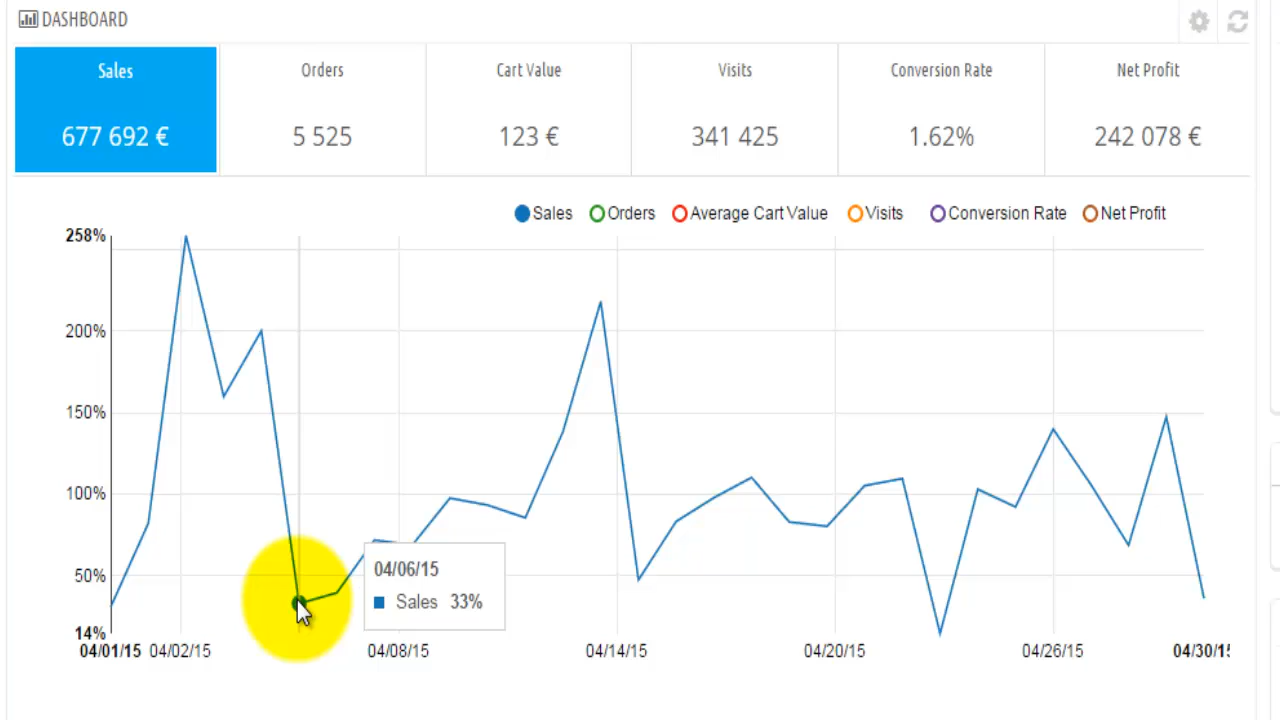 DASHBOARD
Sales Orders Cart Value Visits Conversion Rate Net Profit
677 692 € 5 525 123 € 341 425 1.62% 242 078 €
Sales Orders Average Cart Value Visits Conversion Rate Net Profit
258%
200%
150%
100%
50%
14%
04/06/15
Sales 33%
04/01/15 04/02/15 04/08/15 04/14/15 04/20/15 04/26/15 04/30/15